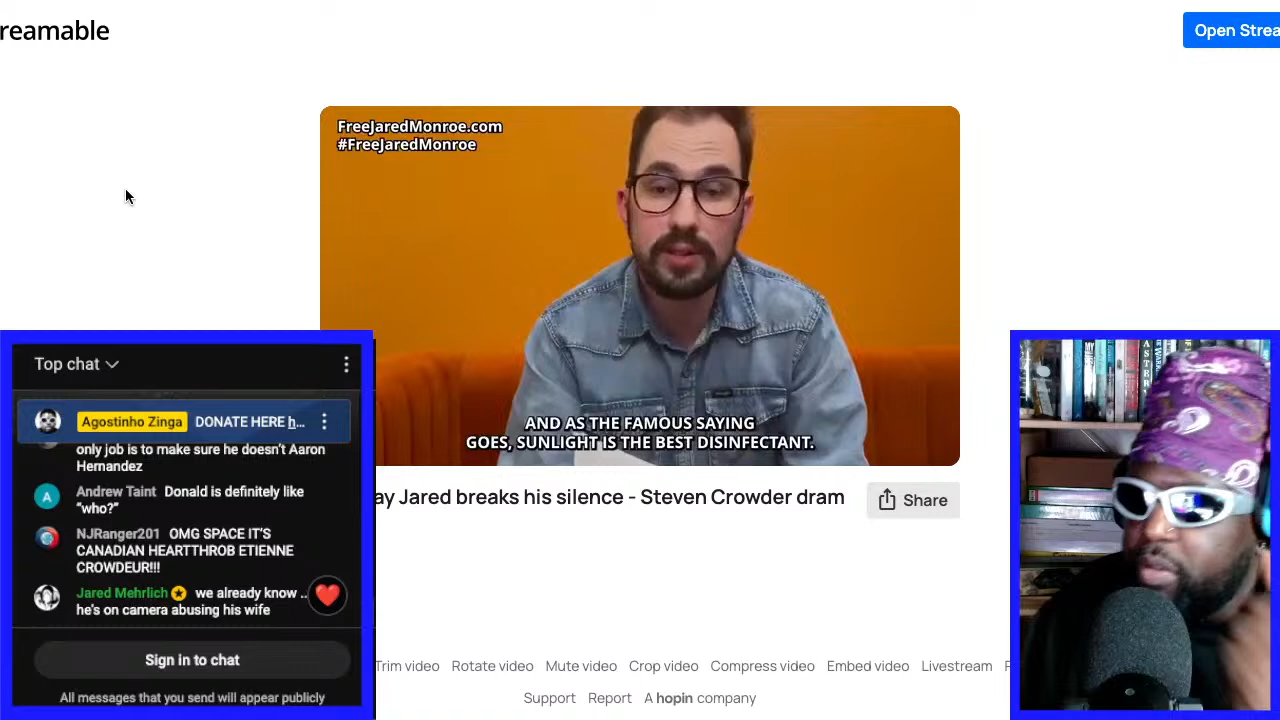 reamable
Open Strea
FreeJaredMonroe.com
#FreeJaredMonroe
AND AS THE FAMOUS SAYING
GOES, SUNLIGHT IS THE BEST DISINFECTANT.
ay Jared breaks his silence - Steven Crowder dram
Share
Top chat
Agostinho Zinga DONATE HERE h...
only job is to make sure he doesn't Aaron
Hernandez
A
Andrew Taint Donald is definitely like
“who?”
NJRanger201 OMG SPACE IT'S
CANADIAN HEARTTHROB ETIENNE
CROWDEUR!!!
Jared Mehrlich we already know ..
he's on camera abusing his wife
Sign in to chat
All messages that you send will appear publicly
Trim video Rotate video Mute video Crop video Compress video Embed video Livestream
Support Report A hopin company